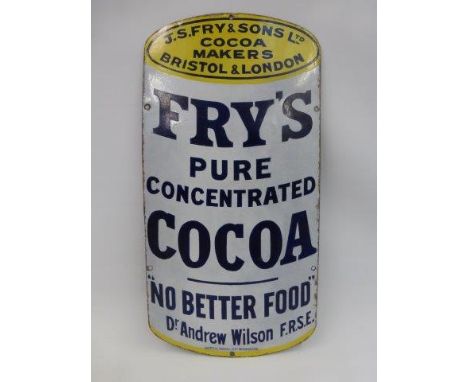 J.S. FRY & SONS LTD
COCOA
MAKERS
BRISTOL & LONDON
FRY'S
PURE
CONCENTRATED
COCOA
"NO BETTER FOOD"
Dr Andrew Wilson F.R.S.E.